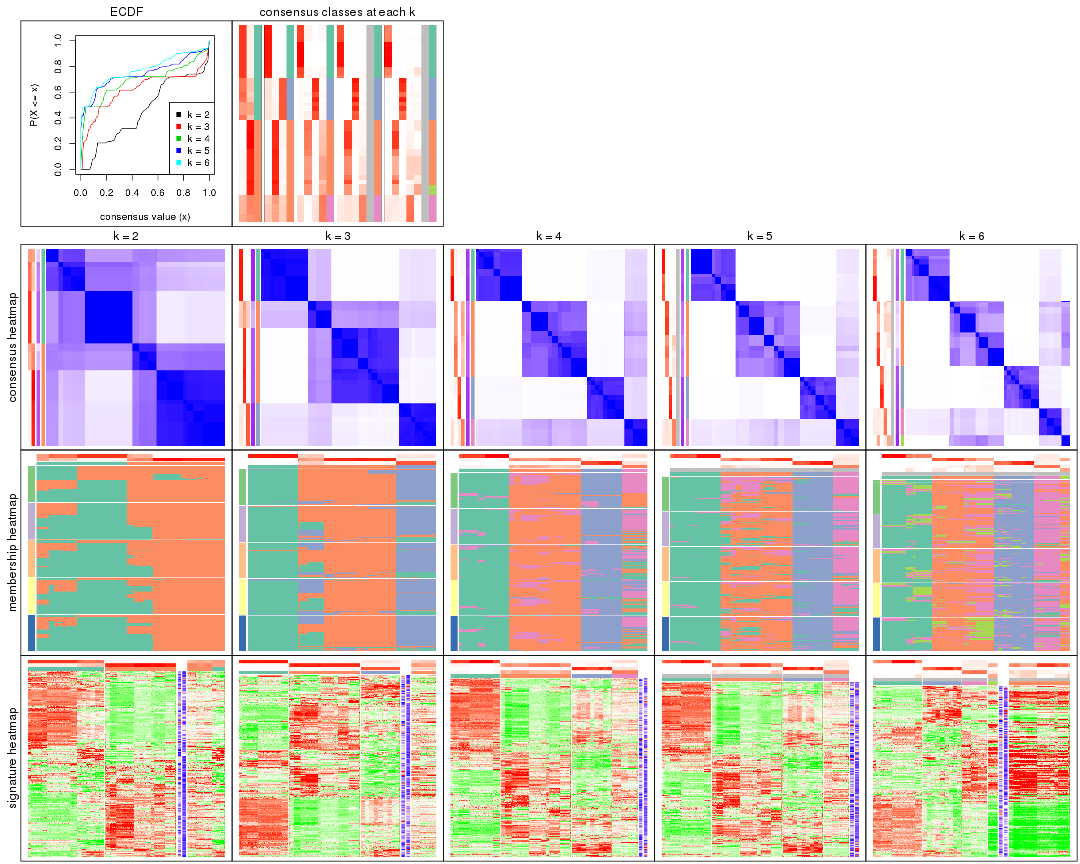 ECDF
consensus classes at each k
P(X <= x)
0.0 0.2 0.4 0.6 0.8 1.0
k = 2
k = 3
k = 4
k = 5
k = 6
0.0 0.2 0.4 0.6 0.8 1.0
consensus value (x)
k = 2 k = 3 k = 4 k = 5 k = 6
consensus heatmap
membership heatmap
signature heatmap